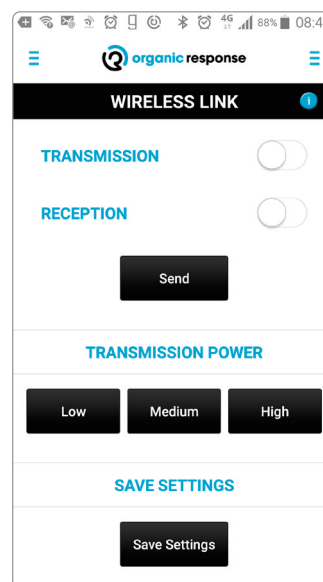 4G 88% 08:4
organic response
WIRELESS LINK i
TRANSMISSION
RECEPTION
Send
TRANSMISSION POWER
Low Medium High
SAVE SETTINGS
Save Settings